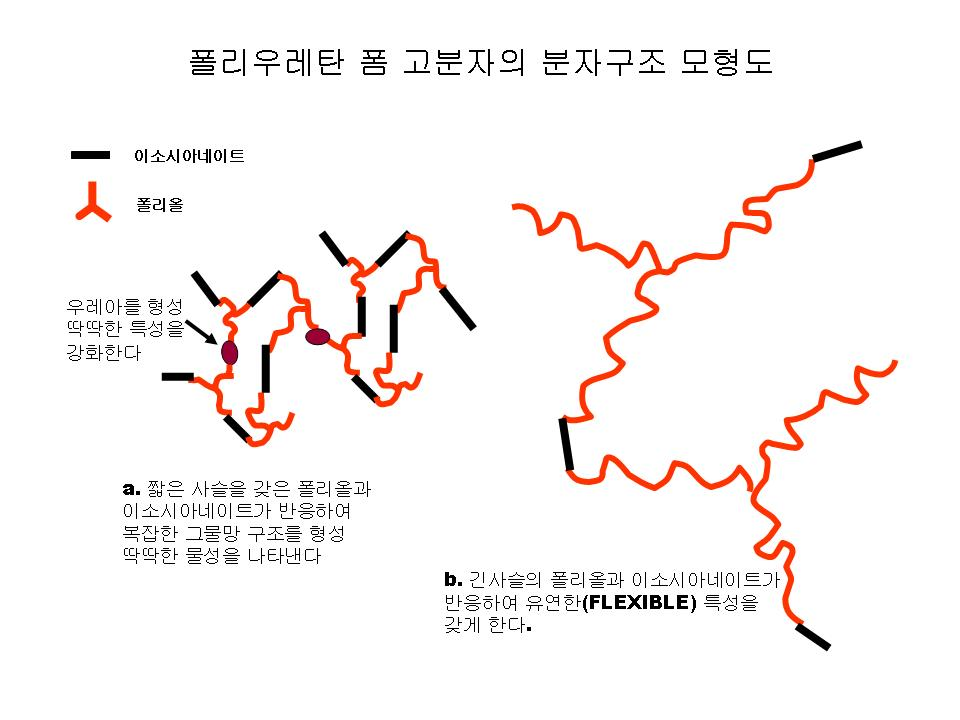 폴리우레탄 폼 고분자의 분자구조 모형도
이소시아네이트
폴리올
우레아를 형성
딱딱한 특성을
강화한다
a. 짧은 사슬을 갖은 폴리올과
이소시아네이트가 반응하여
복잡한 그물망 구조를 형성
딱딱한 물성을 나타낸다
b. 긴사슬의 폴리올과 이소시아네이트가
반응하여 유연한(FLEXIBLE) 특성을
갖게 한다.